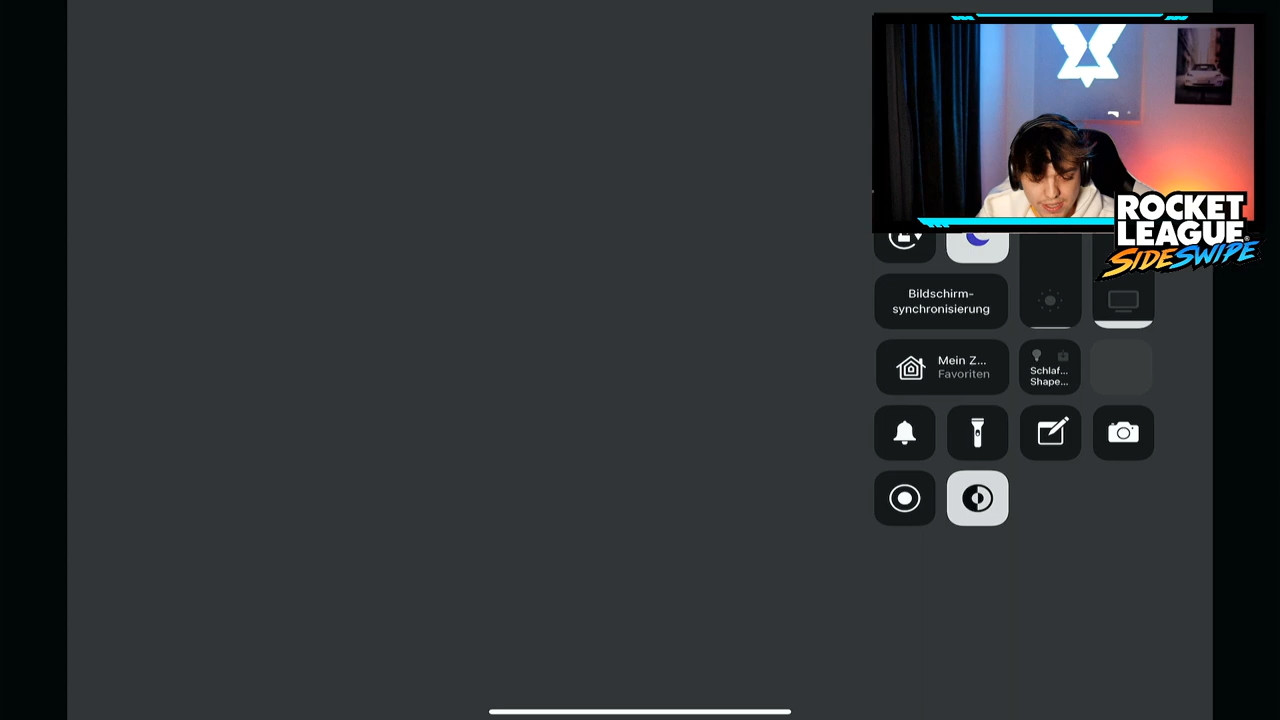 ROCKET
LEAGUE®
SIDESWIPE
Bildschirm-
synchronisierung
Mein Z...
Favoriten
Schlaf...
Shape...